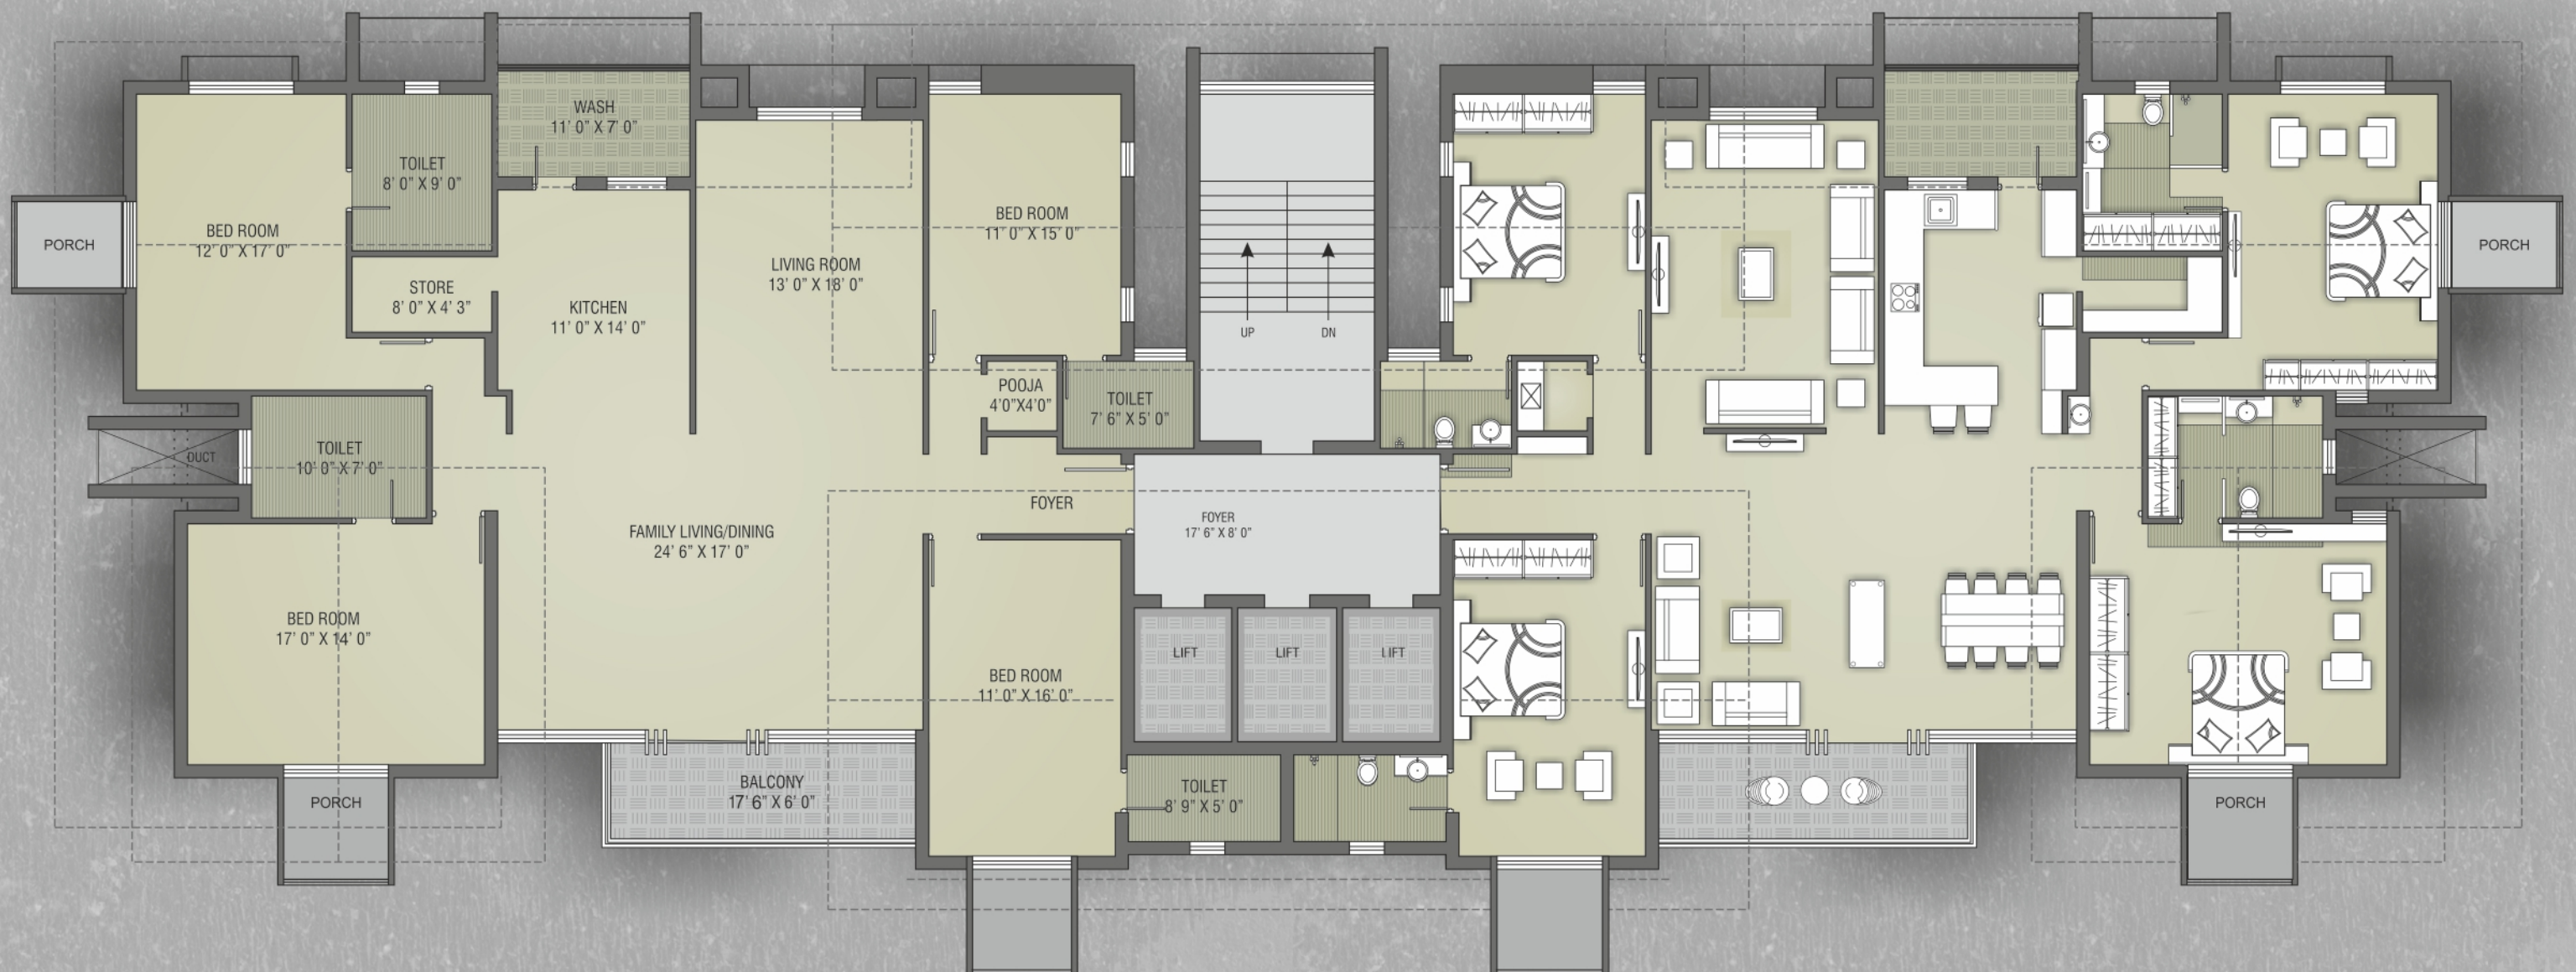 WASH
11' 0" X 7' 0"
TOILET
8' 0" X 9' 0"
BED ROOM
12' 0" X 17' 0"
PORCH
STORE
8' 0" X 4' 3"
KITCHEN
11' 0" X 14' 0"
LIVING ROOM
13' 0" X 18' 0"
BED ROOM
11' 0" X 15' 0"
UP
DN
PORCH
POOJA
4'0"X4'0"
TOILET
7' 6" X 5' 0"
TOILET
10' 0" X 7' 0"
DUCT
FOYER
FOYER
17' 6" X 8' 0"
FAMILY LIVING/DINING
24' 6" X 17' 0"
BED ROOM
17' 0" X 14' 0"
BED ROOM
11' 0" X 16' 0"
LIFT
LIFT
LIFT
BALCONY
17' 6" X 6' 0"
TOILET
8' 9" X 5' 0"
PORCH
PORCH